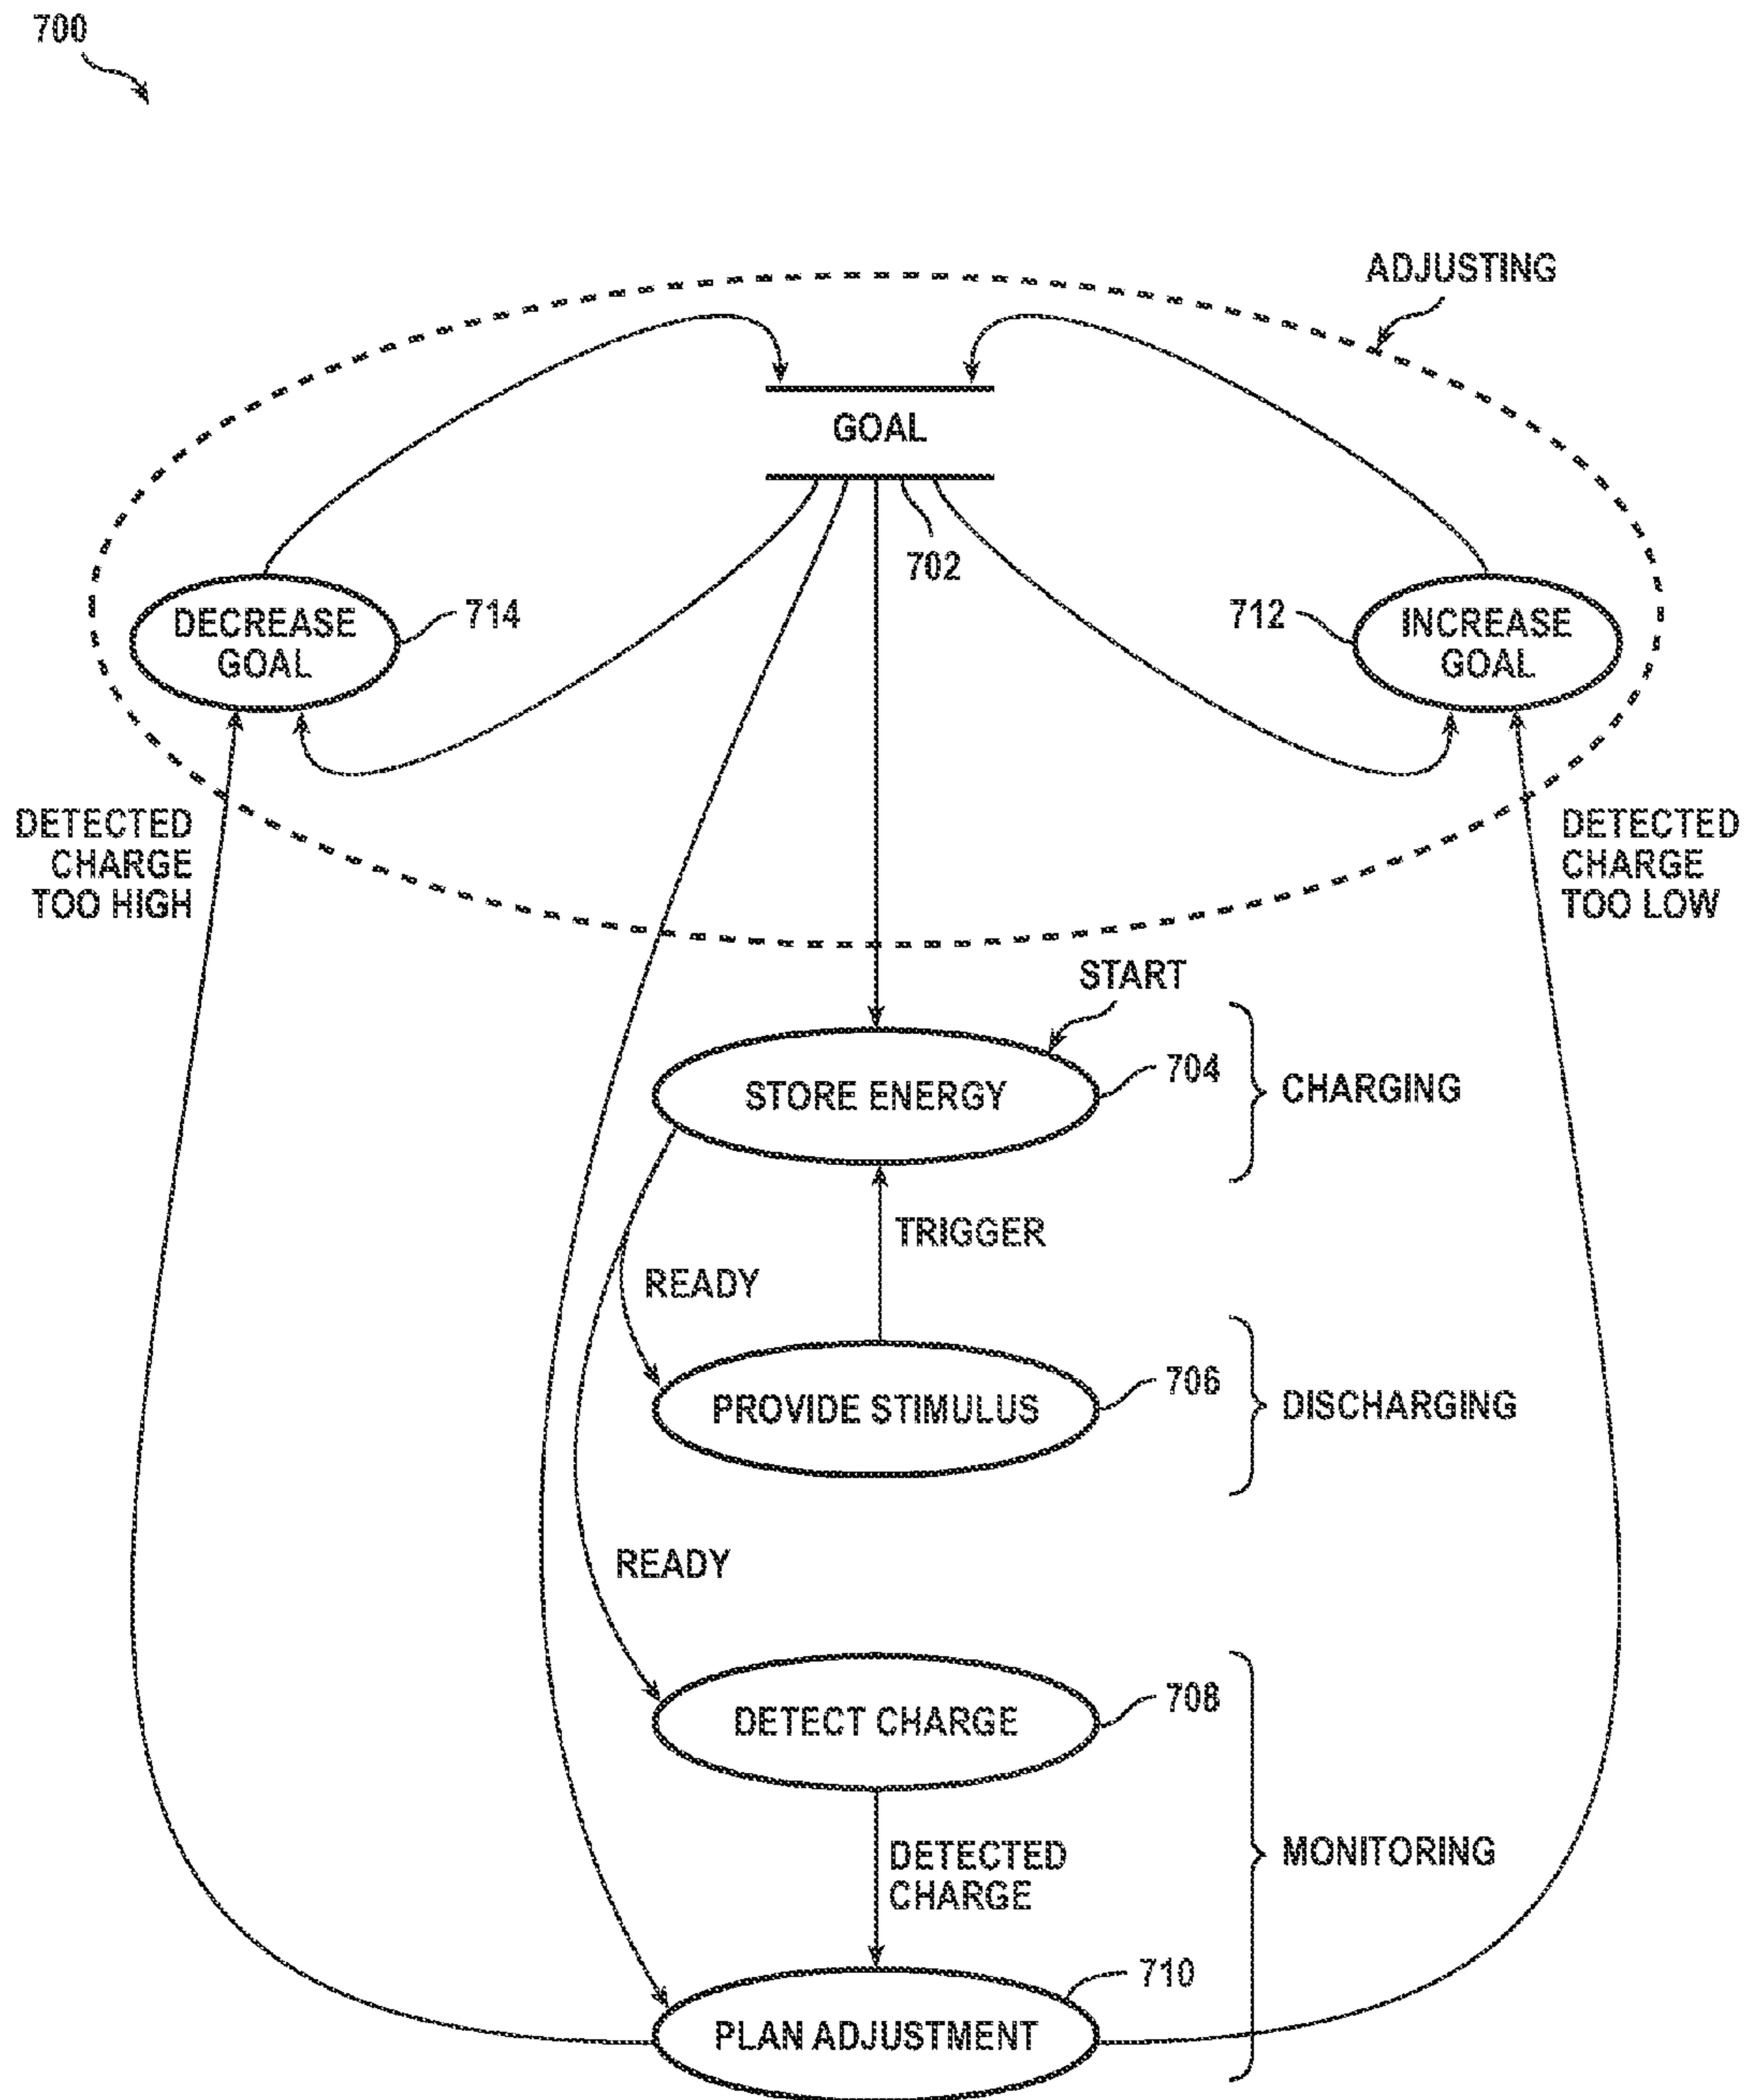 700
ADJUSTING
GOAL
702
DECREASE
GOAL
714
712
INCREASE
GOAL
DETECTED
CHARGE
TOO HIGH
DETECTED
CHARGE
TOO LOW
START
STORE ENERGY
704
CHARGING
TRIGGER
READY
PROVIDE STIMULUS
706
DISCHARGING
READY
DETECT CHARGE
708
DETECTED
CHARGE
MONITORING
710
PLAN ADJUSTMENT